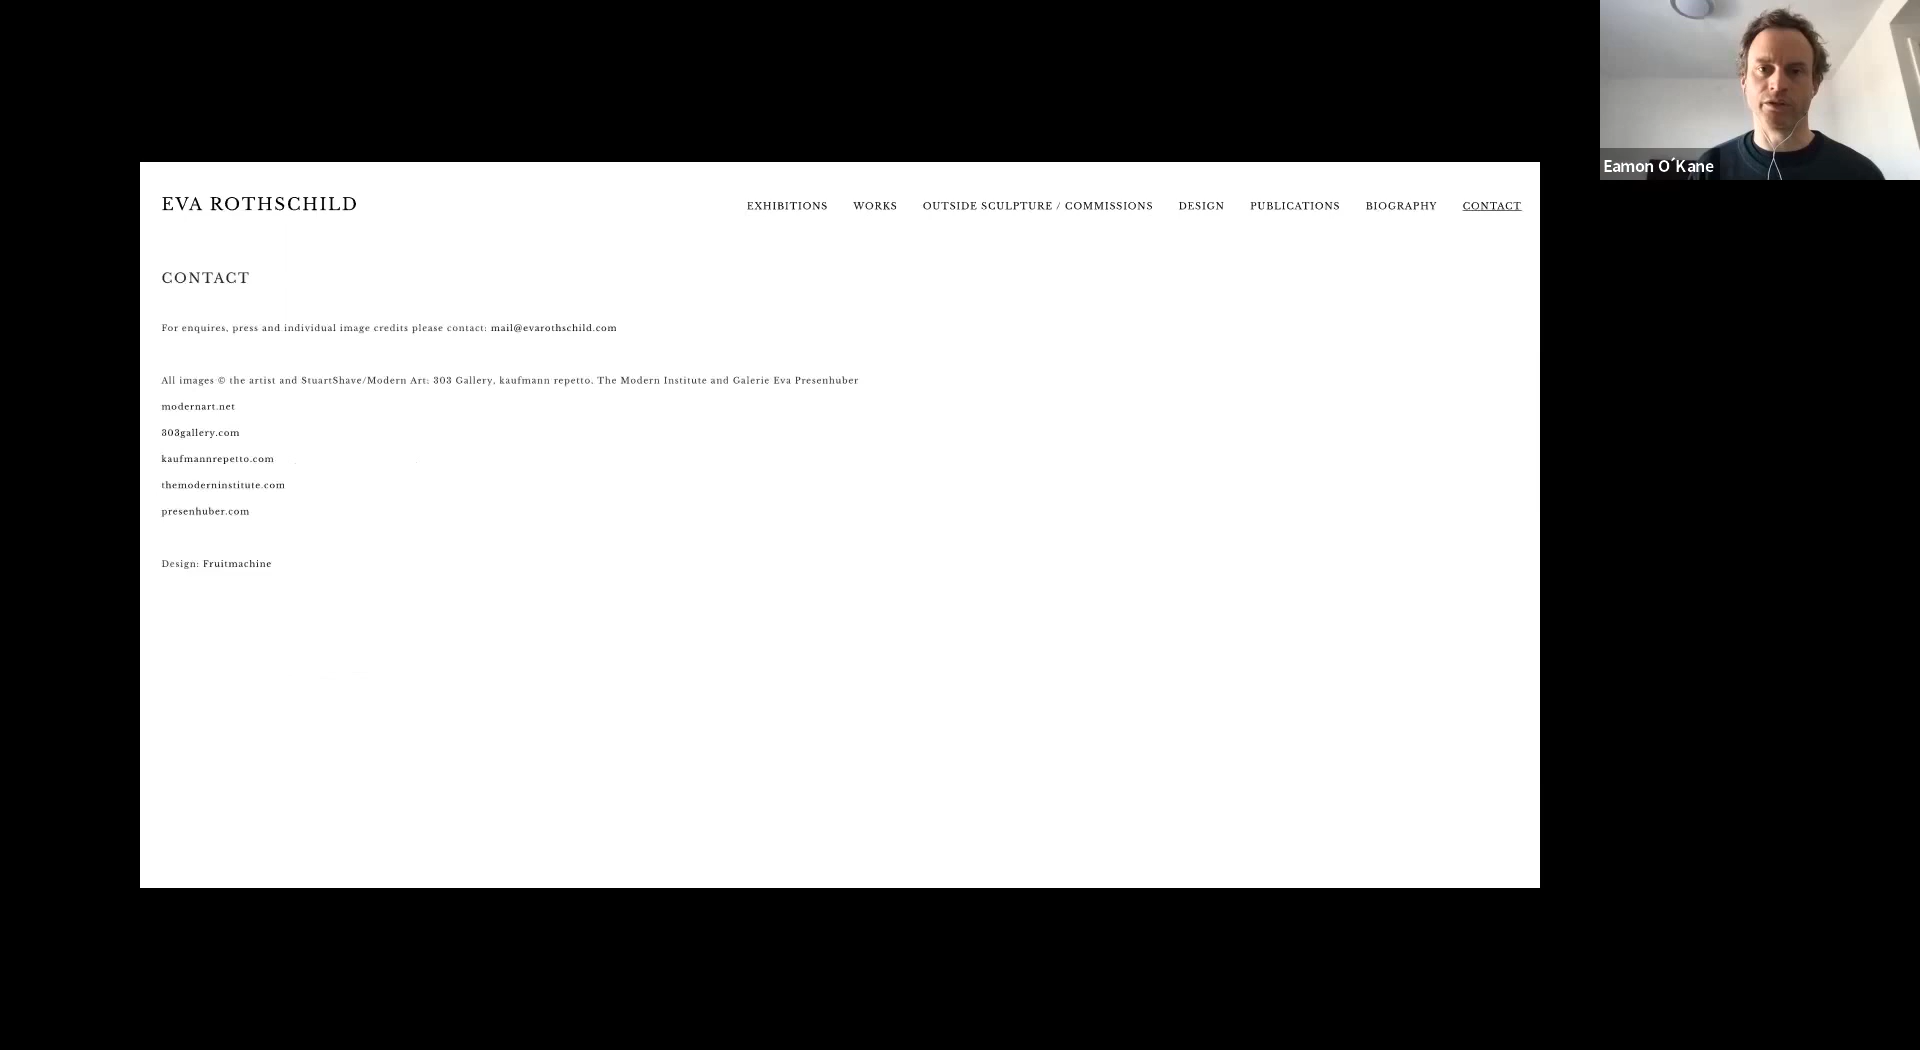 EVA ROTHSCHILD
EXHIBITIONS WORKS OUTSIDE SCULPTURE / COMMISSIONS DESIGN PUBLICATIONS BIOGRAPHY CONTACT
CONTACT
For enquires, press and individual image credits please contact: mail@evarothschild.com
All images © the artist and StuartShave/Modern Art: 303 Gallery, kaufmann repetto. The Modern Institute and Galerie Eva Presenhuber
modernart.net
303gallery.com
kaufmannrepetto.com
themoderninstitute.com
presenhuber.com
Design: Fruitmachine
Eamon O´Kane